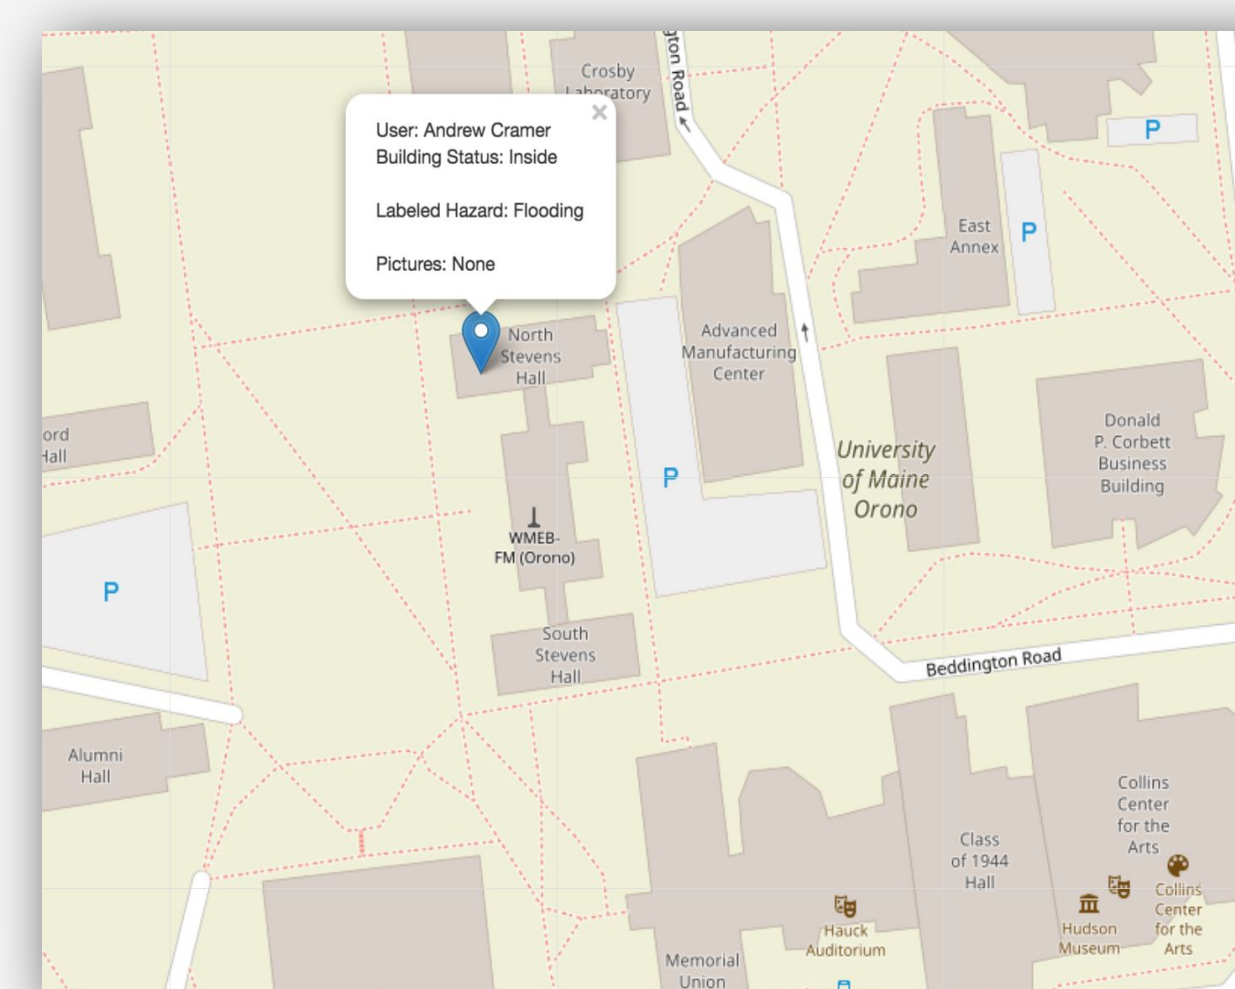 gton Road
Crosby
Laboratory
P
User: Andrew Cramer
×
Building Status: Inside
Labeled Hazard: Flooding
Pictures: None
East
Annex
P
North
Stevens
Hall
Advanced
Manufacturing
Center
ord
Hall
Donald
P. Corbett
Business
Building
University
of Maine
Orono
P
WMEB-
FM (Orono)
P
South
Stevens
Hall
Beddington Road
Alumni
Hall
Collins
Center
for the
Arts
Class
of 1944
Hall
Hauck
Auditorium
Hudson
Museum
Collins
Center
for the
Arts
Memorial
Union